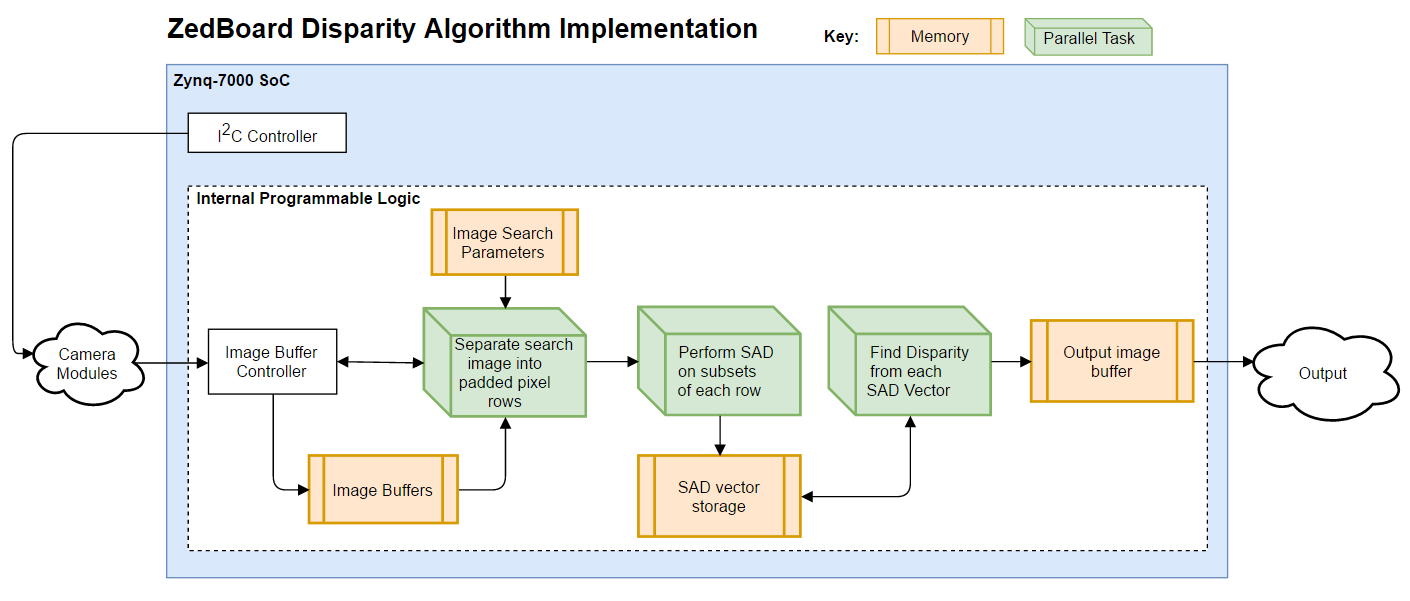 ZedBoard Disparity Algorithm Implementation
Key:
Memory
Parallel Task
Zynq-7000 SoC
I²C Controller
Internal Programmable Logic
Image Search
Parameters
Camera
Modules
Image Buffer
Controller
Separate search
image into
padded pixel
rows
Perform SAD
on subsets
of each row
Find Disparity
from each
SAD Vector
Output image
buffer
Output
Image Buffers
SAD vector
storage